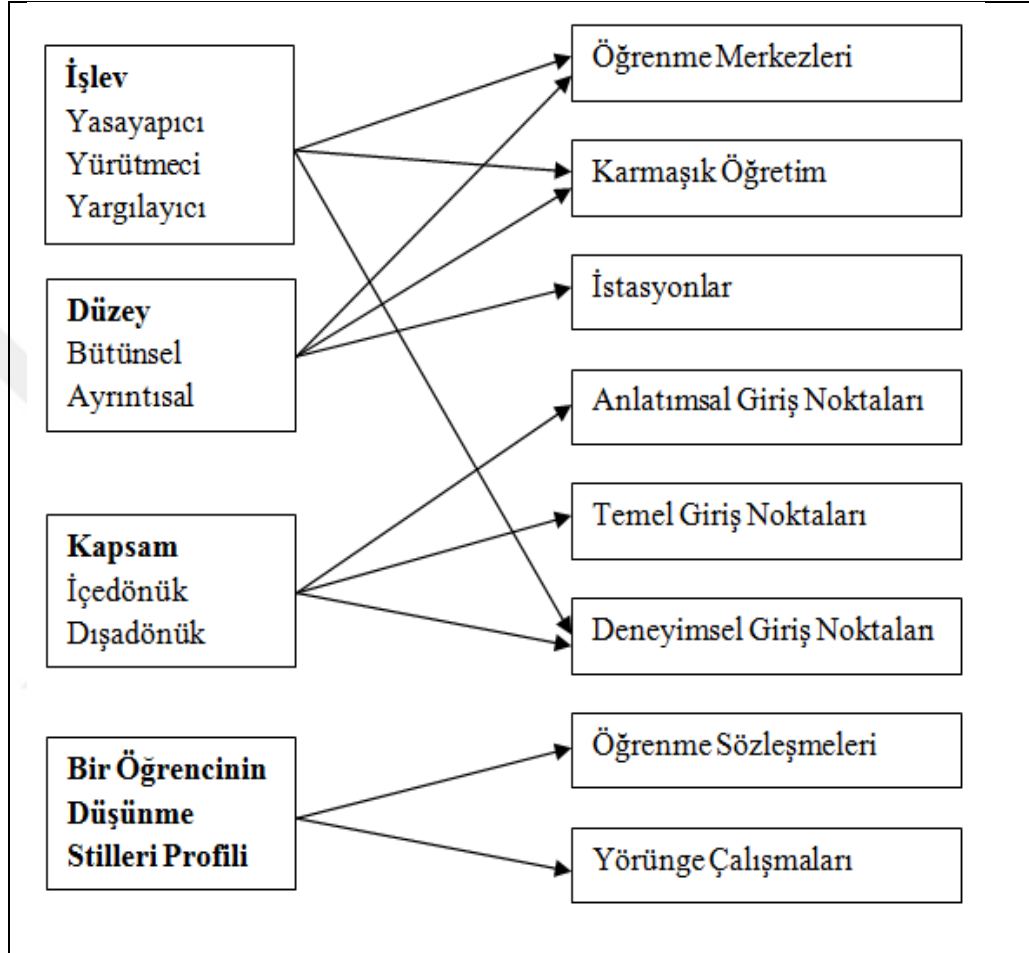 İşlev
Yasayapıcı
Yürütmeci
Yargılayıcı
Düzey
Bütünsel
Ayrıntısal
Kapsam
İçedönük
Dışadönük
Bir Öğrencinin
Düşünme
Stilleri Profili
Öğrenme Merkezleri
Karmaşık Öğretim
İstasyonlar
Anlatımsal Giriş Noktaları
Temel Giriş Noktaları
Deneyimsel Giriş Noktaları
Öğrenme Sözleşmeleri
Yörünge Çalışmaları